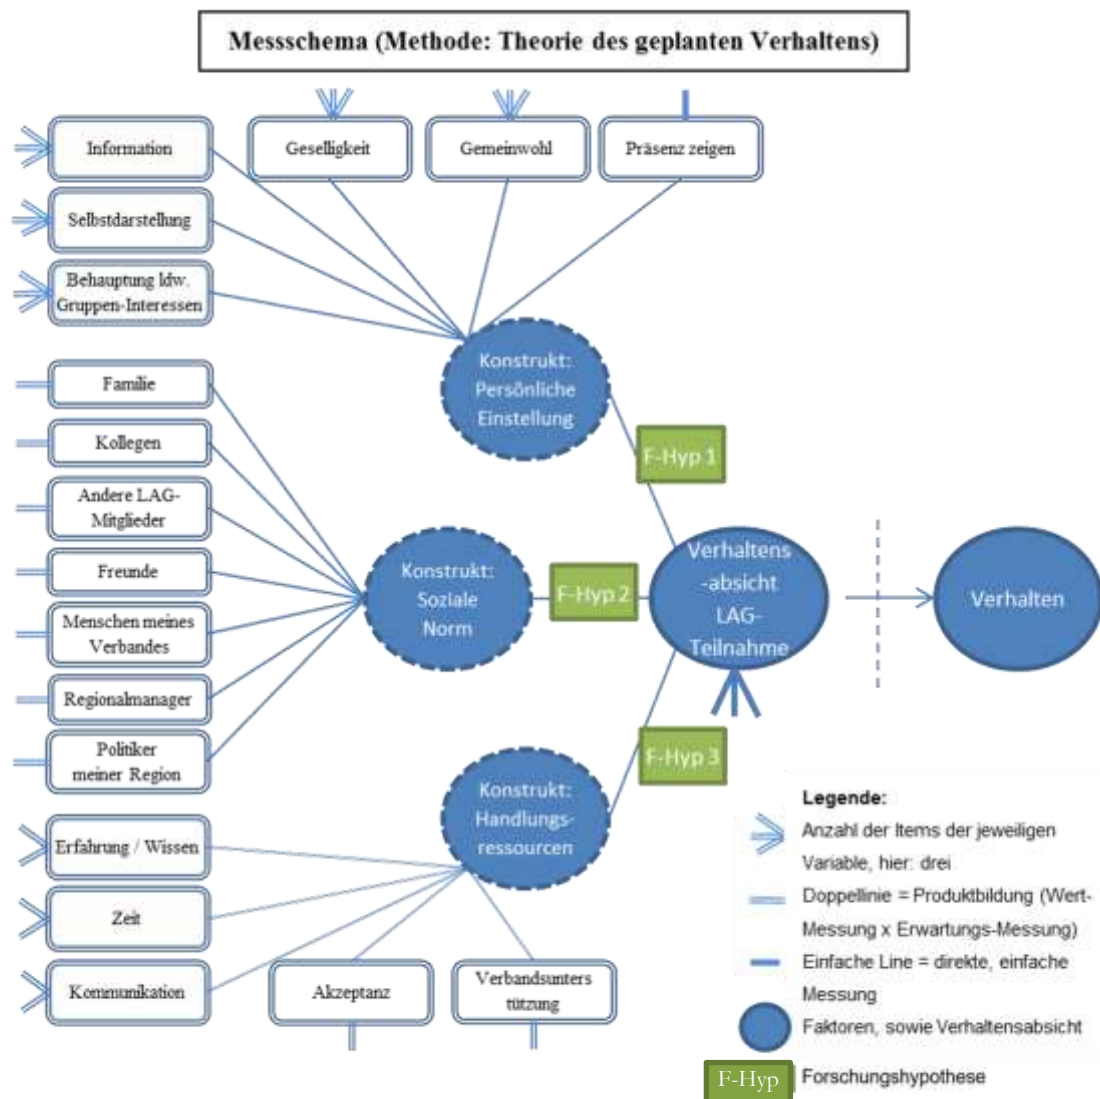 Messschema (Methode: Theorie des geplanten Verhaltens)
Information
Geselligkeit
Gemeinwohl
Präsenz zeigen
Selbstdarstellung
Behauptung ldw.
Gruppen-Interessen
Konstrukt:
Persönliche
Einstellung
Familie
Kollegen
Andere LAG-
Mitglieder
Freunde
Menschen meines
Verbandes
Regionalmanager
Politiker
meiner Region
F-Hyp 1
Konstrukt:
Soziale
Norm
F-Hyp 2
Verhaltens
-absicht
LAG-
Teilnahme
Verhalten
F-Hyp 3
Konstrukt:
Handlungs-
ressourcen
Erfahrung / Wissen
Zeit
Kommunikation
Akzeptanz
Verbandsunters
tützung
Legende:
Anzahl der Items der jeweiligen
Variable, hier: drei
Doppellinie = Produktbildung (Wert-
Messung x Erwartungs-Messung)
Einfache Line = direkte, einfache
Messung
Faktoren, sowie Verhaltensabsicht
F-Hyp
Forschungshypothese